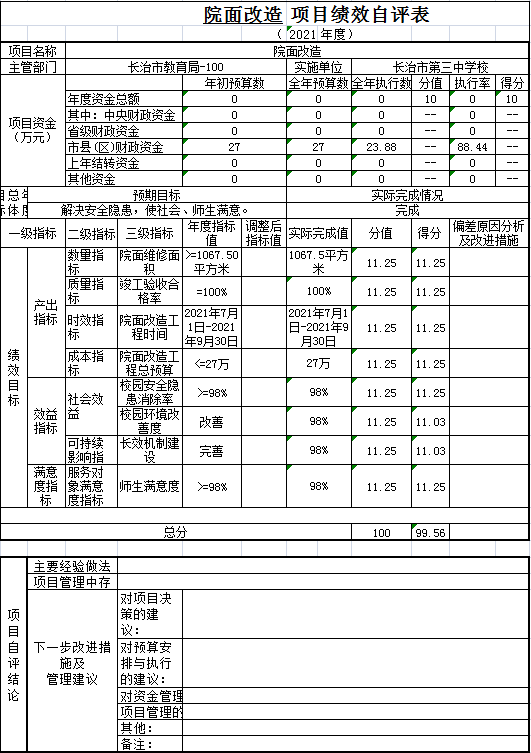 院面改造 项目绩效自评表
（ 2021 年度）
项目名称 院面改造
主管部门 长治市教育局-100 实施单位 长治市第三中学校
项目资金（万元） 年初预算数 全年预算数 全年执行数 分值 执行率 得分
年度资金总额 0 0 0 10 0 10
其中：中央财政资金 0 0 0 -- 0 --
省级财政资金 0 0 0 -- 0 --
市县(区)财政资金 27 27 23.88 -- 88.44 --
上年结转资金 0 0 0 -- 0 --
其他资金 0 0 0 -- 0 --
总年 体度 预期目标 实际完成情况
解决安全隐患，使社会、师生满意。 完成
一级指标 二级指标 三级指标 年度指标值 调整后指标值 实际完成值 分值 得分 偏差原因分析及改进措施
绩效目标 产出指标 数量指标 院面维修面积 >=1067.50平方米 1067.5平方米 11.25 11.25
质量指标 竣工验收合格率 =100% 100% 11.25 11.25
时效指标 院面改造工程时间 2021年7月1日-2021年9月30日 2021年7月1日-2021年9月30日 11.25 11.25
成本指标 院面改造工程总预算 <=27万 27万 11.25 11.25
效益指标 社会效益 校园安全隐患消除率 >=98% 98% 11.25 11.25
校园环境改善度 改善 98% 11.25 11.03
可持续影响指 长效机制建设 完善 98% 11.25 11.03
满意度指标 服务对象满意度指标 师生满意度 >=98% 98% 11.25 11.25
总分 100 99.56
项目自评结论 主要经验做法
项目管理中存
下一步改进措施及管理建议 对项目决策的建议：
对预算安排与执行的建议：
对资金管理
项目管理的
其他：
备注：